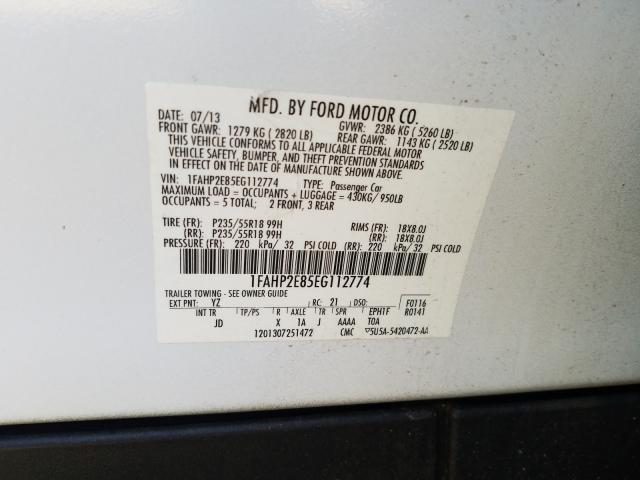 MFD. BY FORD MOTOR CO.
DATE: 07/13 GVWR: 2386 KG ( 5260 LB)
FRONT GAWR: 1279 KG ( 2820 LB) REAR GAWR: 1143 KG ( 2520 LB)
THIS VEHICLE CONFORMS TO ALL APPLICABLE FEDERAL MOTOR
VEHICLE SAFETY, BUMPER, AND THEFT PREVENTION STANDARDS
IN EFFECT ON THE DATE OF MANUFACTURE SHOWN ABOVE.
VIN: 1FAHP2E85EG112774 TYPE: Passenger Car
MAXIMUM LOAD = OCCUPANTS + LUGGAGE = 430KG/ 950LB
OCCUPANTS = 5 TOTAL; 2 FRONT, 3 REAR
TIRE (FR): P235/55R18 99H RIMS (FR): 18X8.0J
(RR): P235/55R18 99H (RR): 18X8.0J
PRESSURE (FR): 220 kPa/ 32 PSI COLD (RR): 220 kPa/ 32 PSI COLD
1FAHP2E85EG112774
TRAILER TOWING - SEE OWNER GUIDE
EXT PNT: YZ RC: 21 DSO: F0116
INT TR TP/PS R AXLE TR SPR EPH1F R0141
JD X 1A J AAAA TOA
1201307251472 CMC 5U5A-5420472-AA